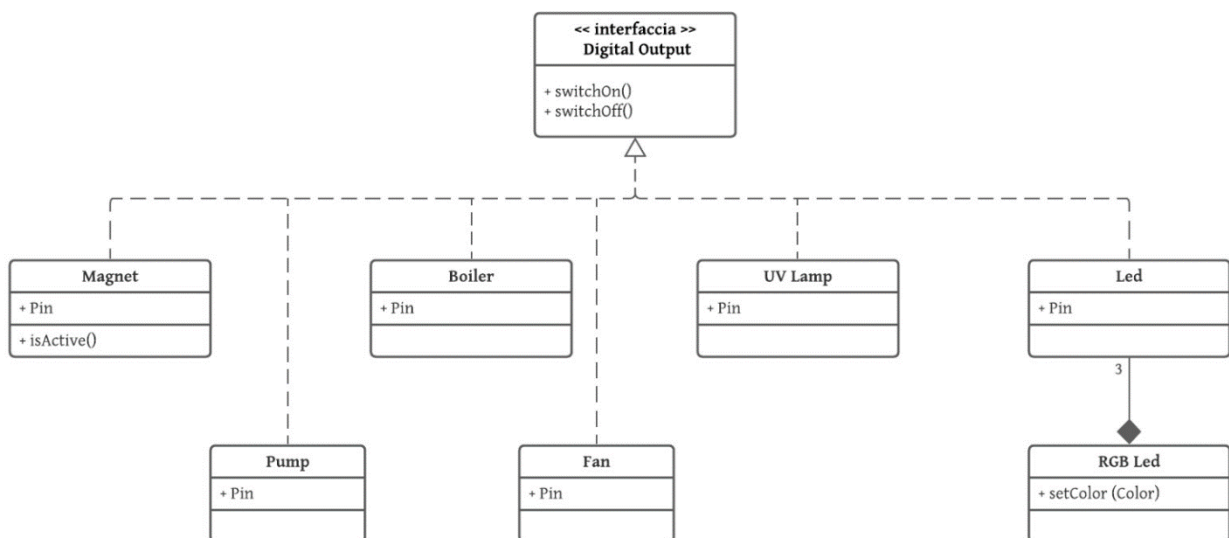 << interfaccia >>
Digital Output
+ switchOn()
+ switchOff()
Magnet
+ Pin
+ isActive()
Boiler
+ Pin
UV Lamp
+ Pin
Led
+ Pin
3
Pump
+ Pin
Fan
+ Pin
RGB Led
+ setColor (Color)